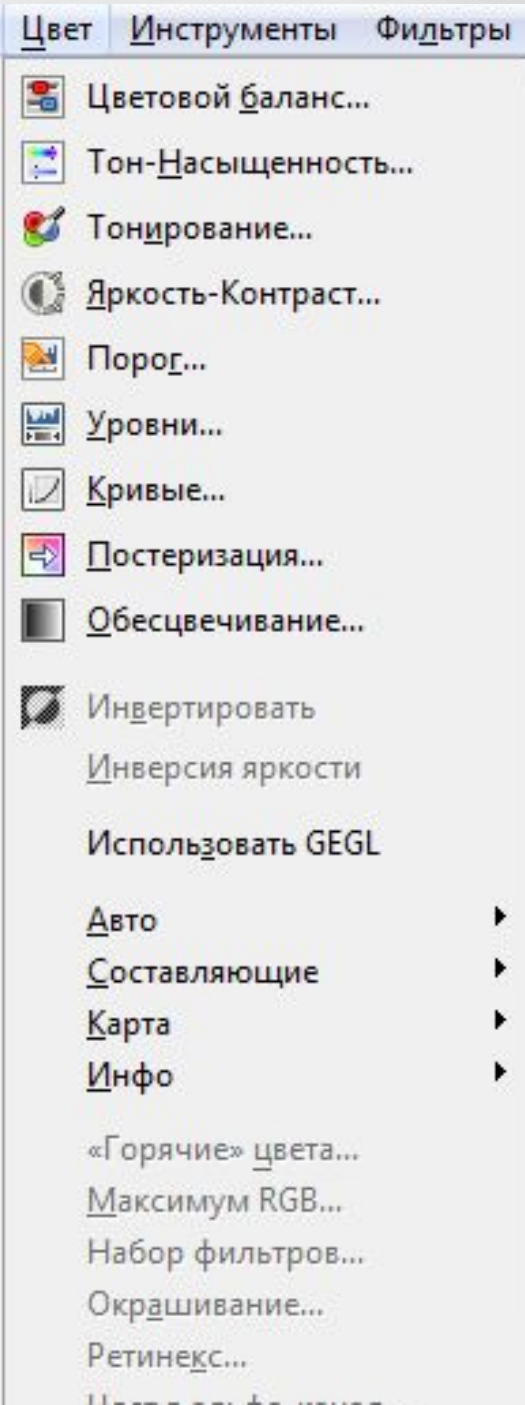 Цвет Инструменты Фильтры
Цветовой баланс...
Тон-Насыщенность...
Тонирование...
Яркость-Контраст...
Порог...
Уровни...
Кривые...
Постеризация...
Обесцвечивание...
Инвертировать
Инверсия яркости
Использовать GEGL
Авто
Составляющие
Карта
Инфо
«Горячие» цвета...
Максимум RGB...
Набор фильтров...
Окрашивание...
Ретинекс...